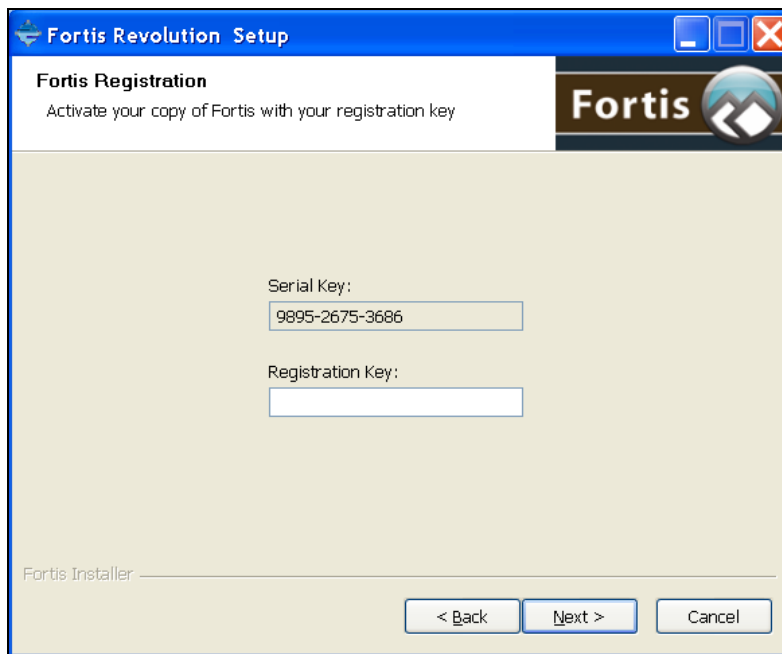 Fortis Revolution  Setup
Fortis Registration
Activate your copy of Fortis with your registration key
Fortis
Serial Key:
9895-2675-3686
Registration Key:
Fortis Installer
< Back
Next >
Cancel